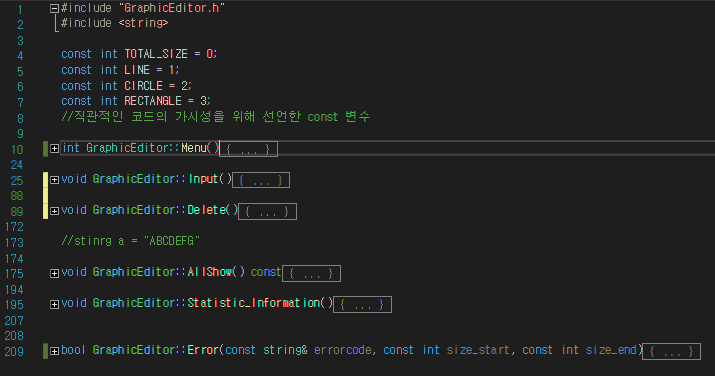 1 #include "GraphicEditor.h"
2 #include <string>
3
4 const int TOTAL_SIZE = 0;
5 const int LINE = 1;
6 const int CIRCLE = 2;
7 const int RECTANGLE = 3;
8 //직관적인 코드의 가시성을 위해 선언한 const 변수
9
10 int GraphicEditor::Menu(){ ... }
24
25 void GraphicEditor::Input(){ ... }
88
89 void GraphicEditor::Delete(){ ... }
172
173 //stinrg a = "ABCDEFG"
174
175 void GraphicEditor::AllShow() const{ ... }
194
195 void GraphicEditor::Statistic_Information(){ ... }
207
208
209 bool GraphicEditor::Error(const string& errorcode, const int size_start, const int size_end){ ... }